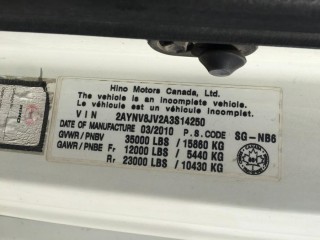 Hino Motors Canada, Ltd.
The vehicle is an incomplete vehicle.
Le véhicule est un véhicule incomplet.
VIN 2AYNV8JV2A3S14250
DATE OF MANUFACTURE 03/2010 P.S.CODE SG-NB6
GVWR / PNBV 35000 LBS / 15860 KG
GAWR / PNBE Fr 12000 LBS / 5440 KG
Rr 23000 LBS / 10430 KG